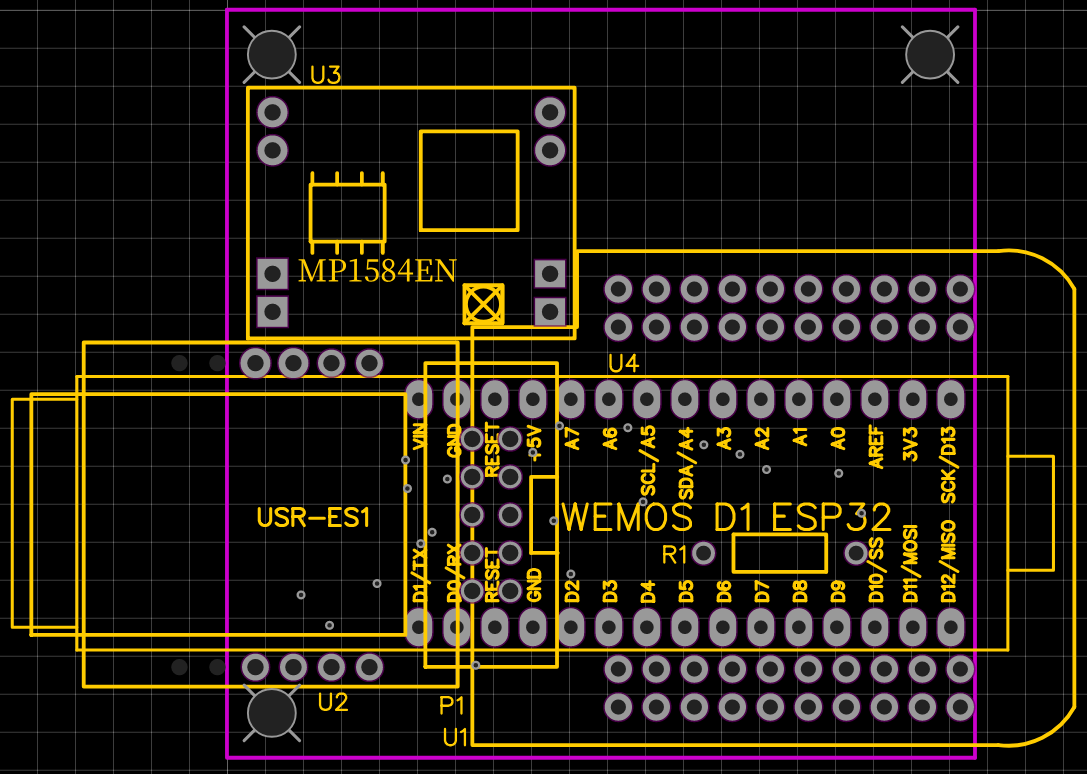 U3
MP1584EN
U4
VIN
GND
RESET
+5V
A7
A6
SCL/A5
SDA/A4
A3
A2
A1
A0
AREF
3V3
SCK/D13
USR-ES1
WEMOS D1 ESP32
R1
D1/TX
D0/RX
RESET
GND
D2
D3
D4
D5
D6
D7
D8
D9
D10/SS
D11/MOSI
D12/MISO
U2
P1
U1